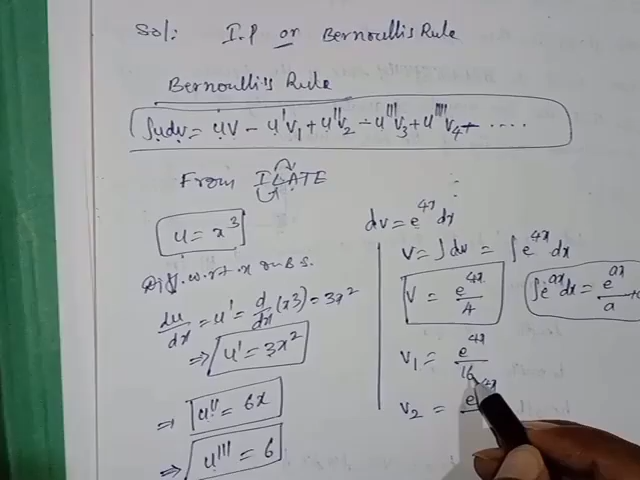 Sol: I.P or Bernoullis Rule
Bernoulli's Rule
∫udv = uv - u'v₁ + u''v₂ - u'''v₃ + u''''v₄ - ....
From ILATE
u = x³
Diff. w.r.t. x on B.S.
du/dx = u' = d/dx (x³) = 3x²
⇒ u' = 3x²
⇒ u'' = 6x
⇒ u''' = 6
dv = e^{4x} dx
v = ∫dv = ∫e^{4x} dx
v = e^{4x}/4
∫e^{ax}dx = e^{ax}/a +
v₁ = e^{4x}/16
v₂ = e^{4x}